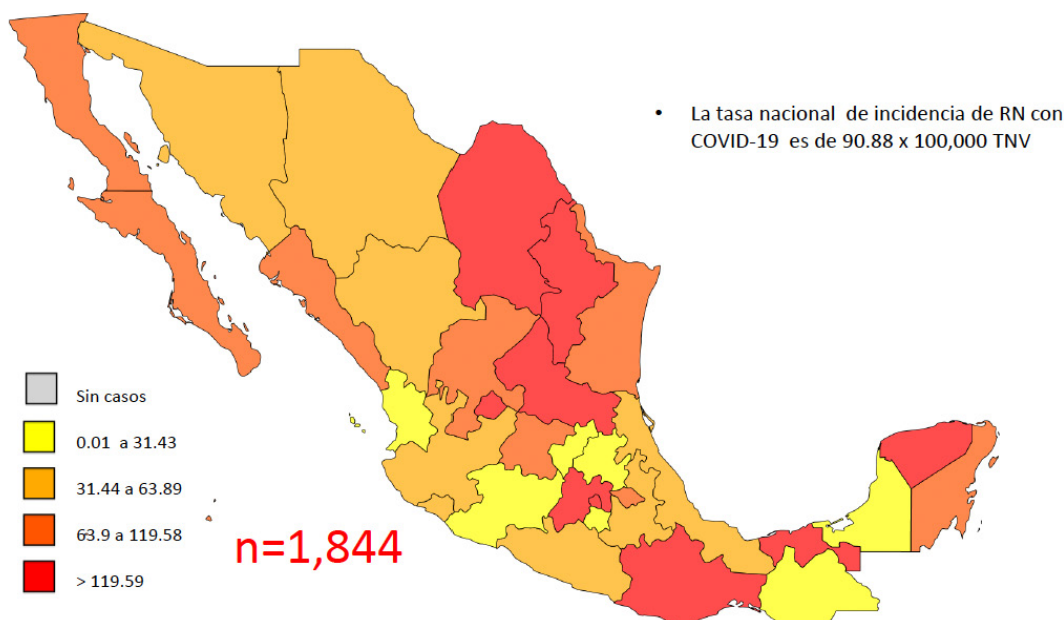 • La tasa nacional de incidencia de RN con
COVID-19 es de 90.88 x 100,000 TNV
Sin casos
0.01 a 31.43
31.44 a 63.89
63.9 a 119.58
> 119.59
n=1,844